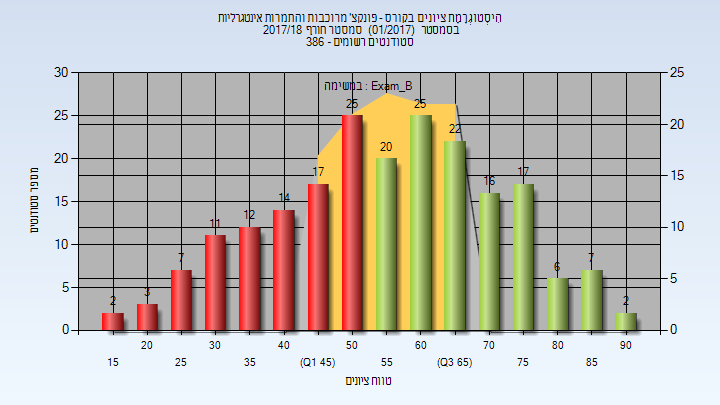 היסטוגרמת ציונים בקורס - פונקצ' מרוכבות והתמרות אינטגרליות
בסמסטר (01/2017) סמסטר חורף 2017/18
סטודנטים רשומים - 386
במשימה : Exam_B
מספר סטודנטים
30 25 20 15 10 5 0
25 20 15 10 5 0
2 3 7 11 12 14 17 25 20 25 22 16 17 6 7 2
20 30 40 50 60 70 80 90
15 25 35 (Q1 45) 55 (Q3 65) 75 85
טווח ציונים